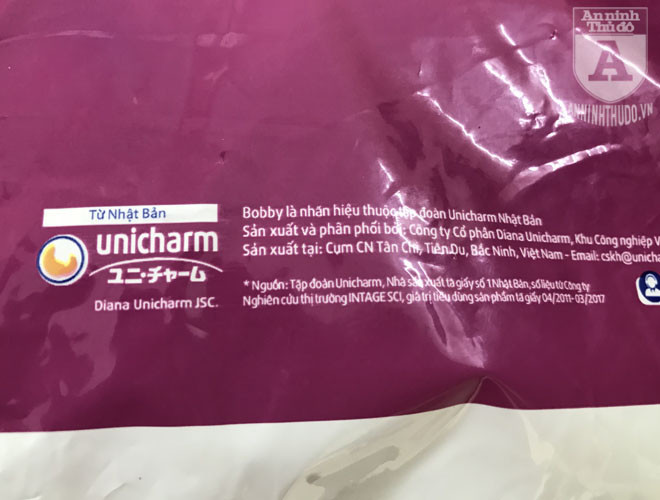 An ninh
Thủ đô
A
ANNINHTHUDO.VN
Từ Nhật Bản
unicharm
ユニ・チャーム
Diana Unicharm JSC.
Bobby là nhãn hiệu thuộc tập đoàn Unicharm Nhật Bản
Sản xuất và phân phối bởi: Công ty Cổ phần Diana Unicharm, Khu Công nghiệp V
Sản xuất tại: Cụm CN Tân Chi, Tiên Du, Bắc Ninh, Việt Nam - Email: cskh@unicha
* Nguồn: Tập đoàn Unicharm, Nhà sản xuất tã giấy số 1 Nhật Bản, số liệu từ Công ty
Nghiên cứu thị trường INTAGE SCI, giá trị tiêu dùng sản phẩm tã giấy 04/2011-03/2017